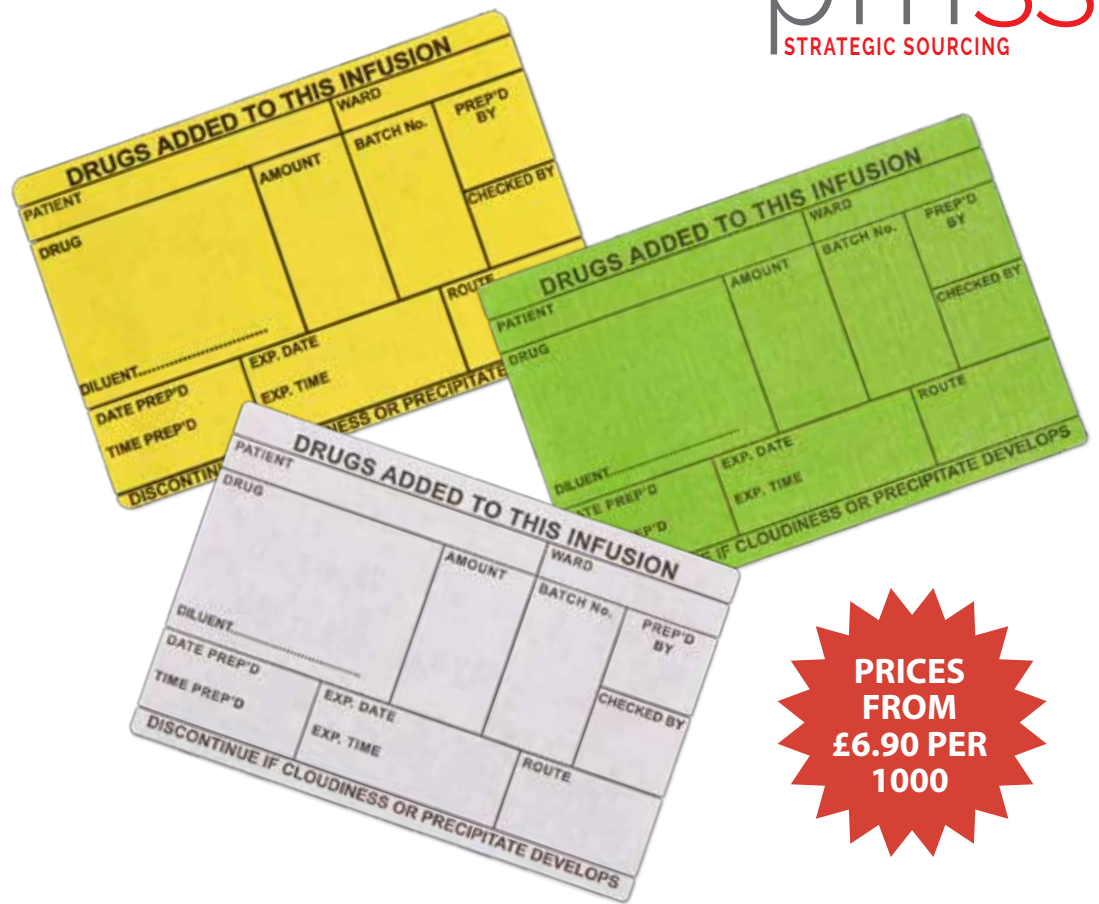 STRATEGIC SOURCING
DRUGS ADDED TO THIS INFUSION
PATIENT
WARD
DRUG
AMOUNT
BATCH No.
PREP'D
BY
CHECKED BY
DILUENT
DATE PREP'D
TIME PREP'D
EXP. DATE
EXP. TIME
ROUTE
NESS OR PRECIPITATE
DRUGS ADDED TO THIS INFUSION
PATIENT
WARD
DRUG
AMOUNT
BATCH No.
PREP'D
BY
CHECKED BY
DILUENT
EXP. DATE
EXP. TIME
ROUTE
IF CLOUDINESS OR PRECIPITATE DEVELOPS
DRUGS ADDED TO THIS INFUSION
PATIENT
WARD
DRUG
AMOUNT
BATCH No.
PREP'D
BY
CHECKED BY
DILUENT
DATE PREP'D
TIME PREP'D
EXP. DATE
EXP. TIME
ROUTE
DISCONTINUE IF CLOUDINESS OR PRECIPITATE DEVELOPS
PRICES
FROM
£6.90 PER
1000